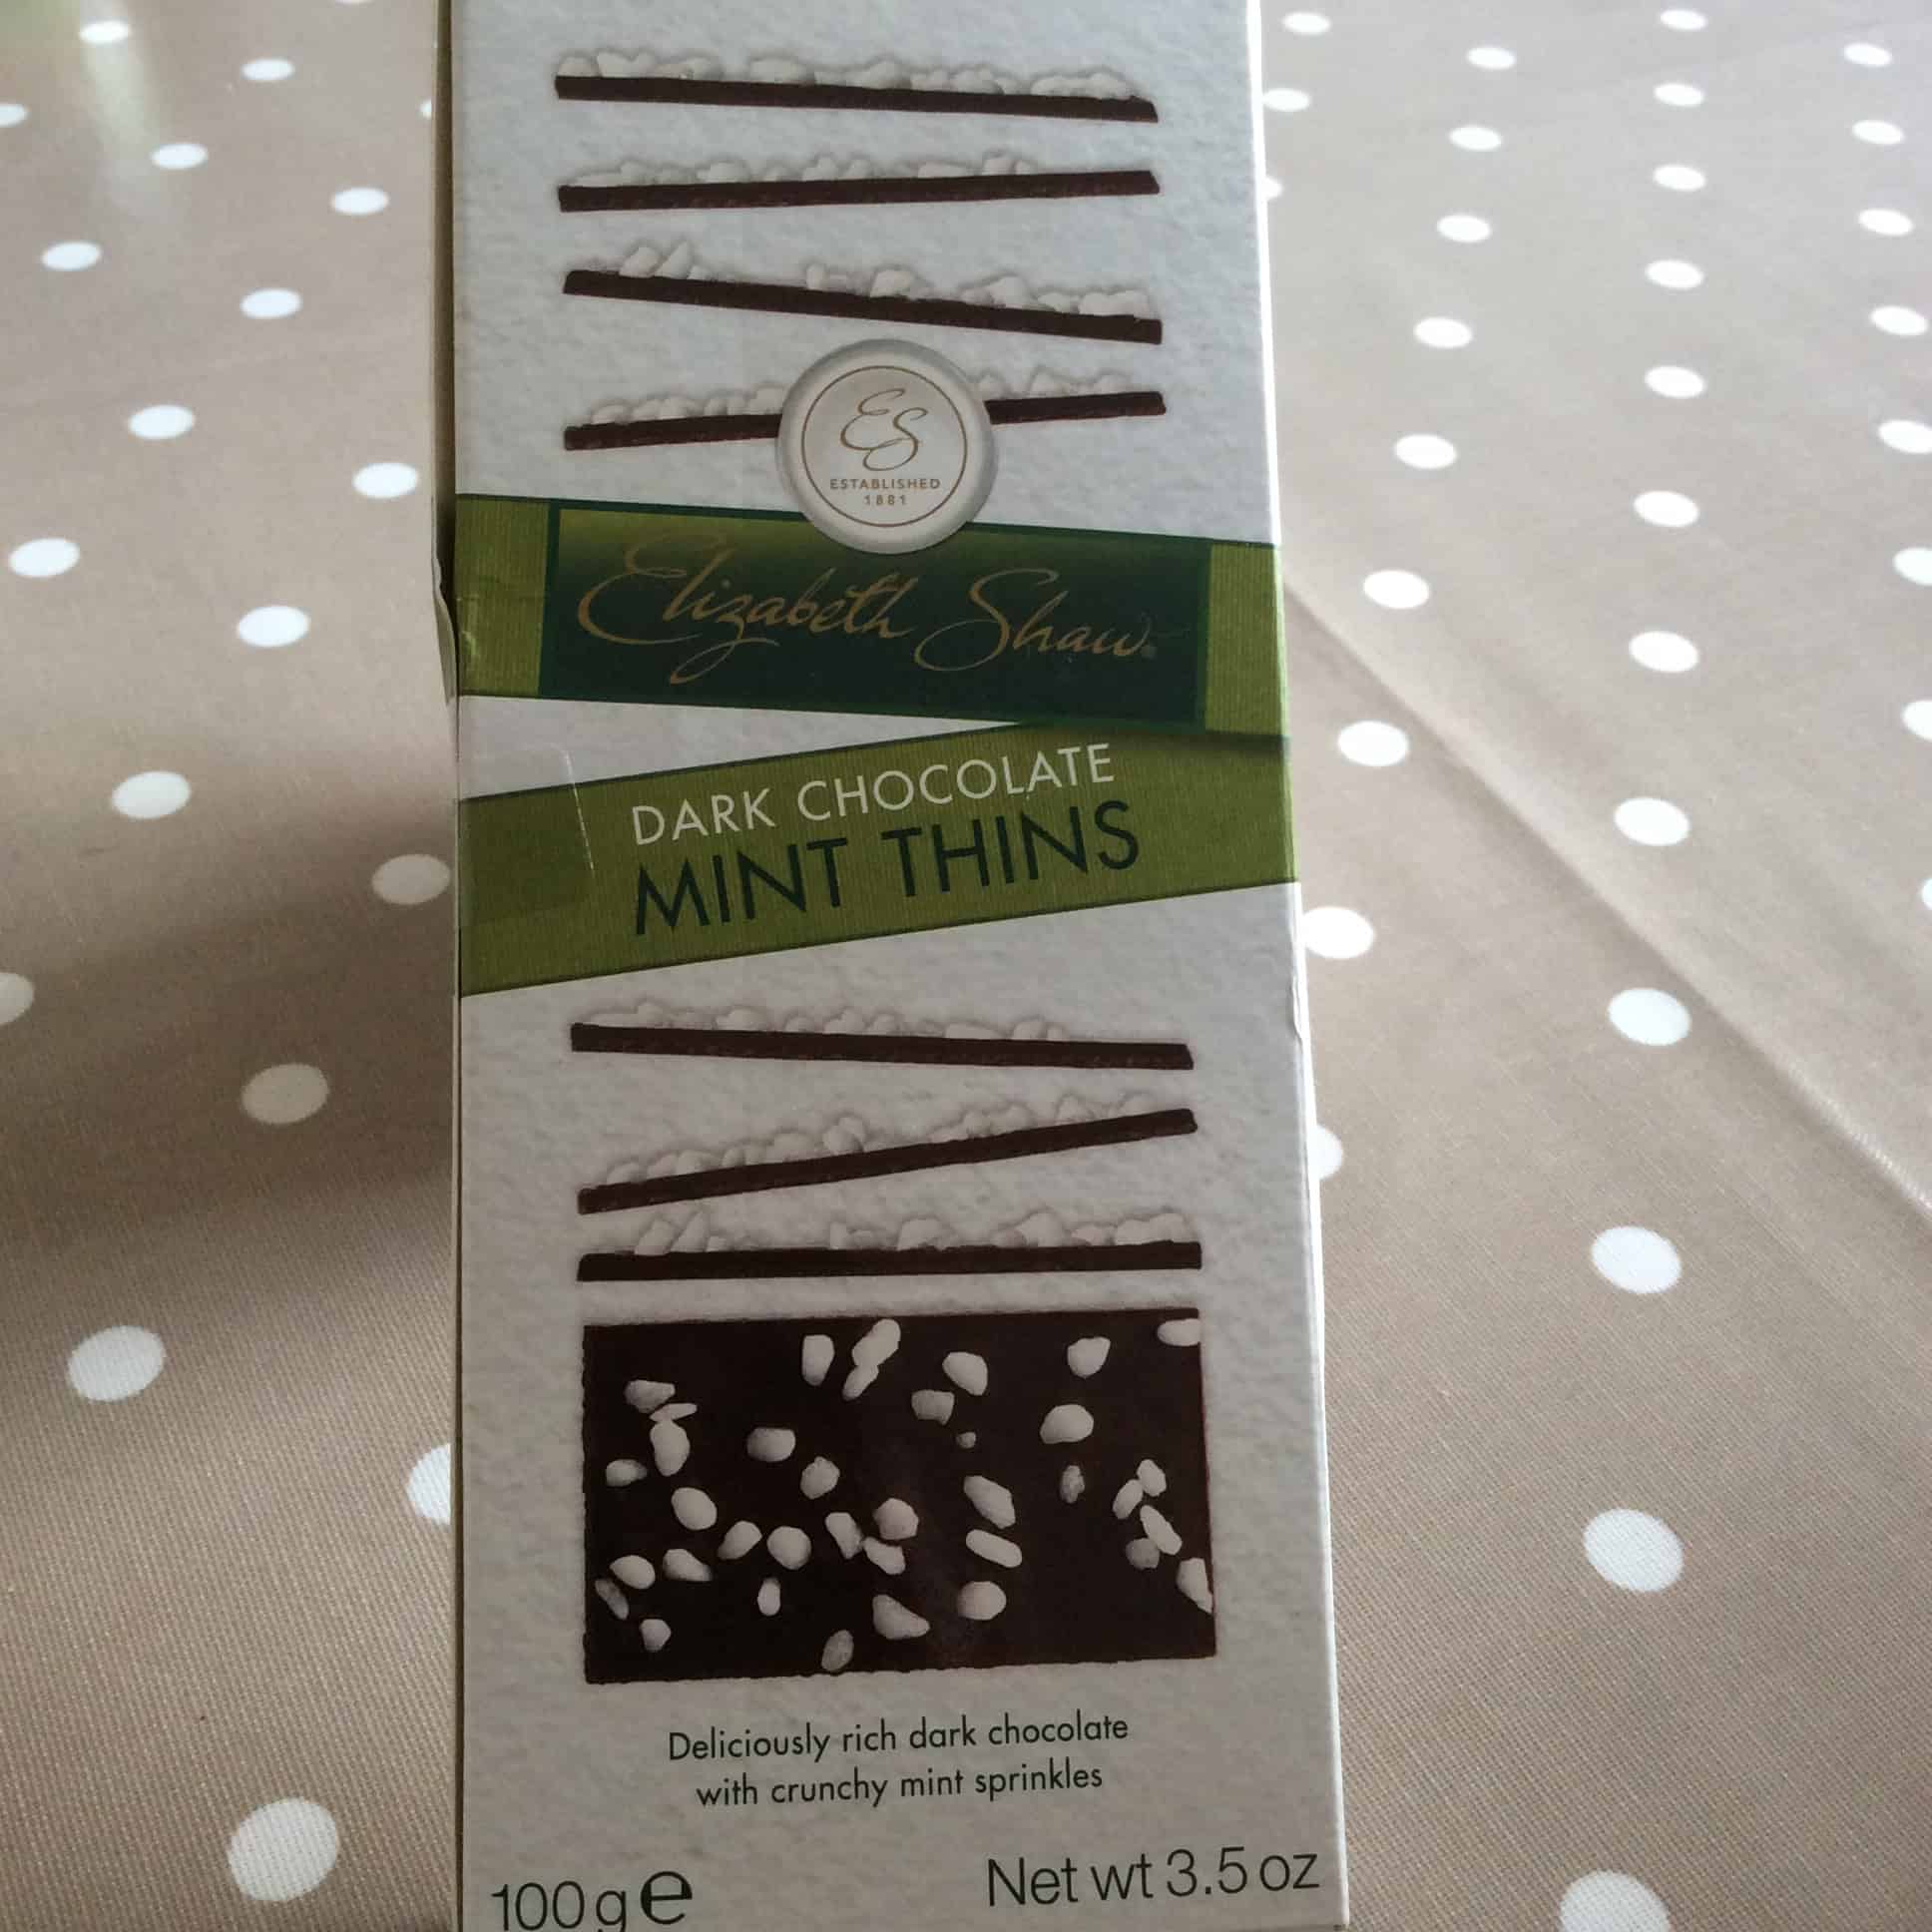 ES
ESTABLISHED
1881
Elizabeth Shaw
DARK CHOCOLATE
MINT THINS
Deliciously rich dark chocolate
with crunchy mint sprinkles
100g e
Net wt 3.5 oz